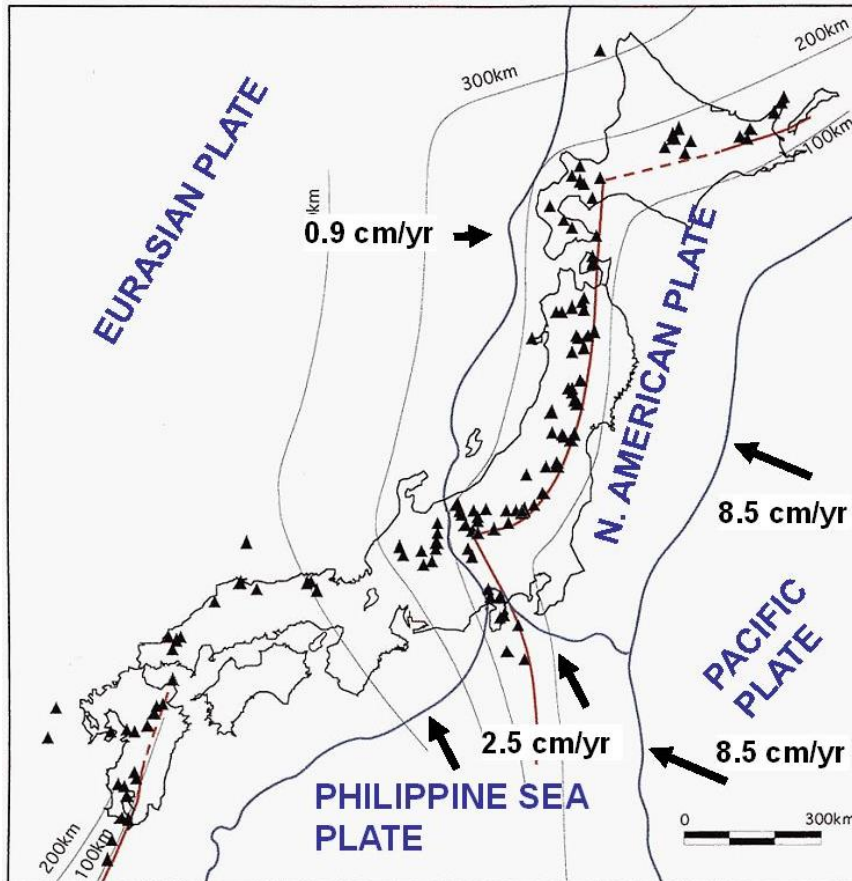 200km
300km
100km
EURASIAN PLATE
0.9 cm/yr
N. AMERICAN PLATE
8.5 cm/yr
PACIFIC
PLATE
2.5 cm/yr
8.5 cm/yr
PHILIPPINE SEA
PLATE
0
300km
200km
100km